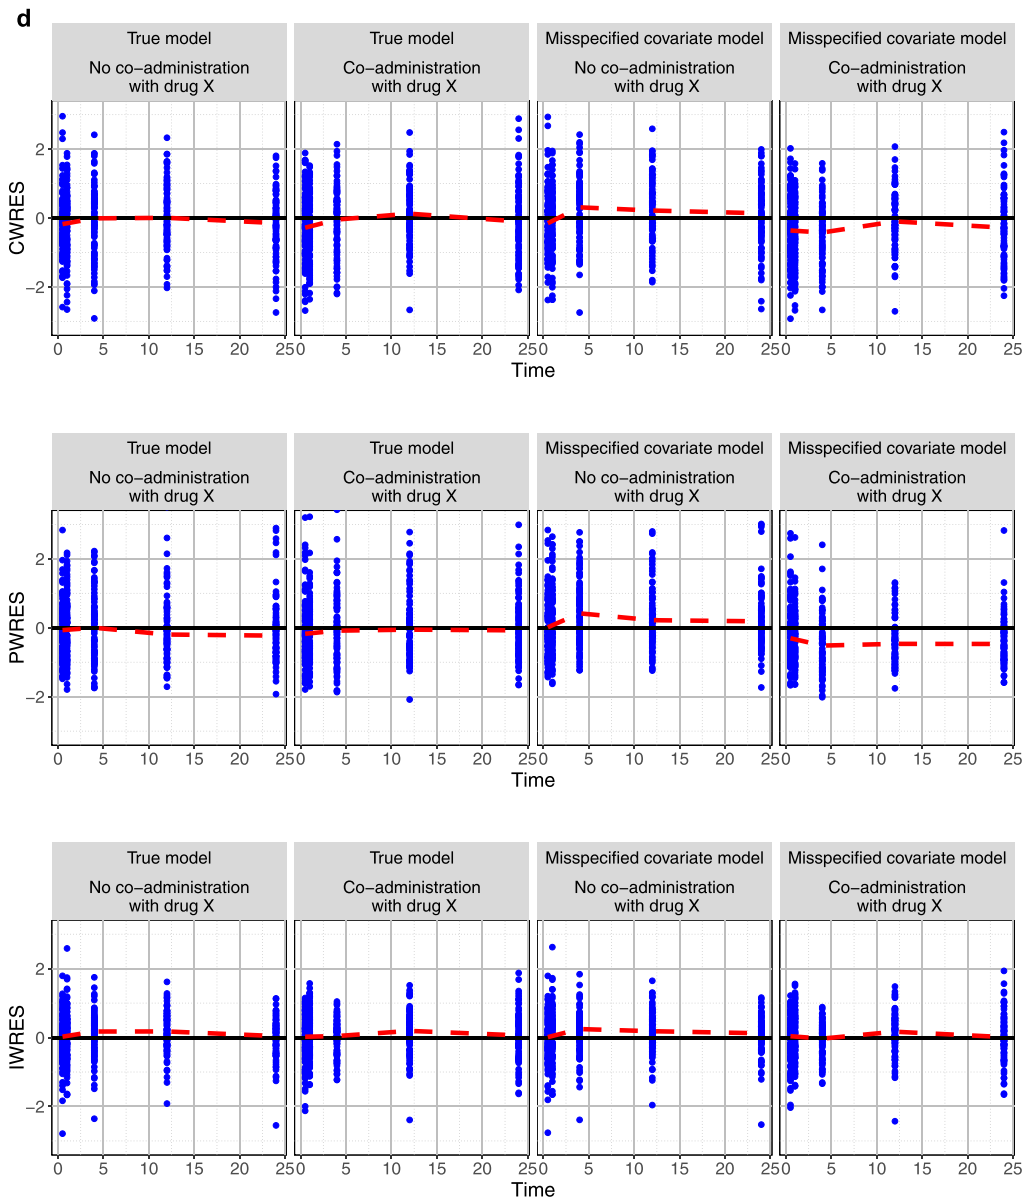 d
True model True model Misspecified covariate model Misspecified covariate model
No co−administration Co−administration No co−administration Co−administration
with drug X with drug X with drug X with drug X
CWRES
2
0
−2
0 5 10 15 20 25 0 5 10 15 20 25 0 5 10 15 20 25 0 5 10 15 20 25
Time
True model True model Misspecified covariate model Misspecified covariate model
No co−administration Co−administration No co−administration Co−administration
with drug X with drug X with drug X with drug X
PWRES
2
0
−2
0 5 10 15 20 25 0 5 10 15 20 25 0 5 10 15 20 25 0 5 10 15 20 25
Time
True model True model Misspecified covariate model Misspecified covariate model
No co−administration Co−administration No co−administration Co−administration
with drug X with drug X with drug X with drug X
IWRES
2
0
−2
0 5 10 15 20 25 0 5 10 15 20 25 0 5 10 15 20 25 0 5 10 15 20 25
Time